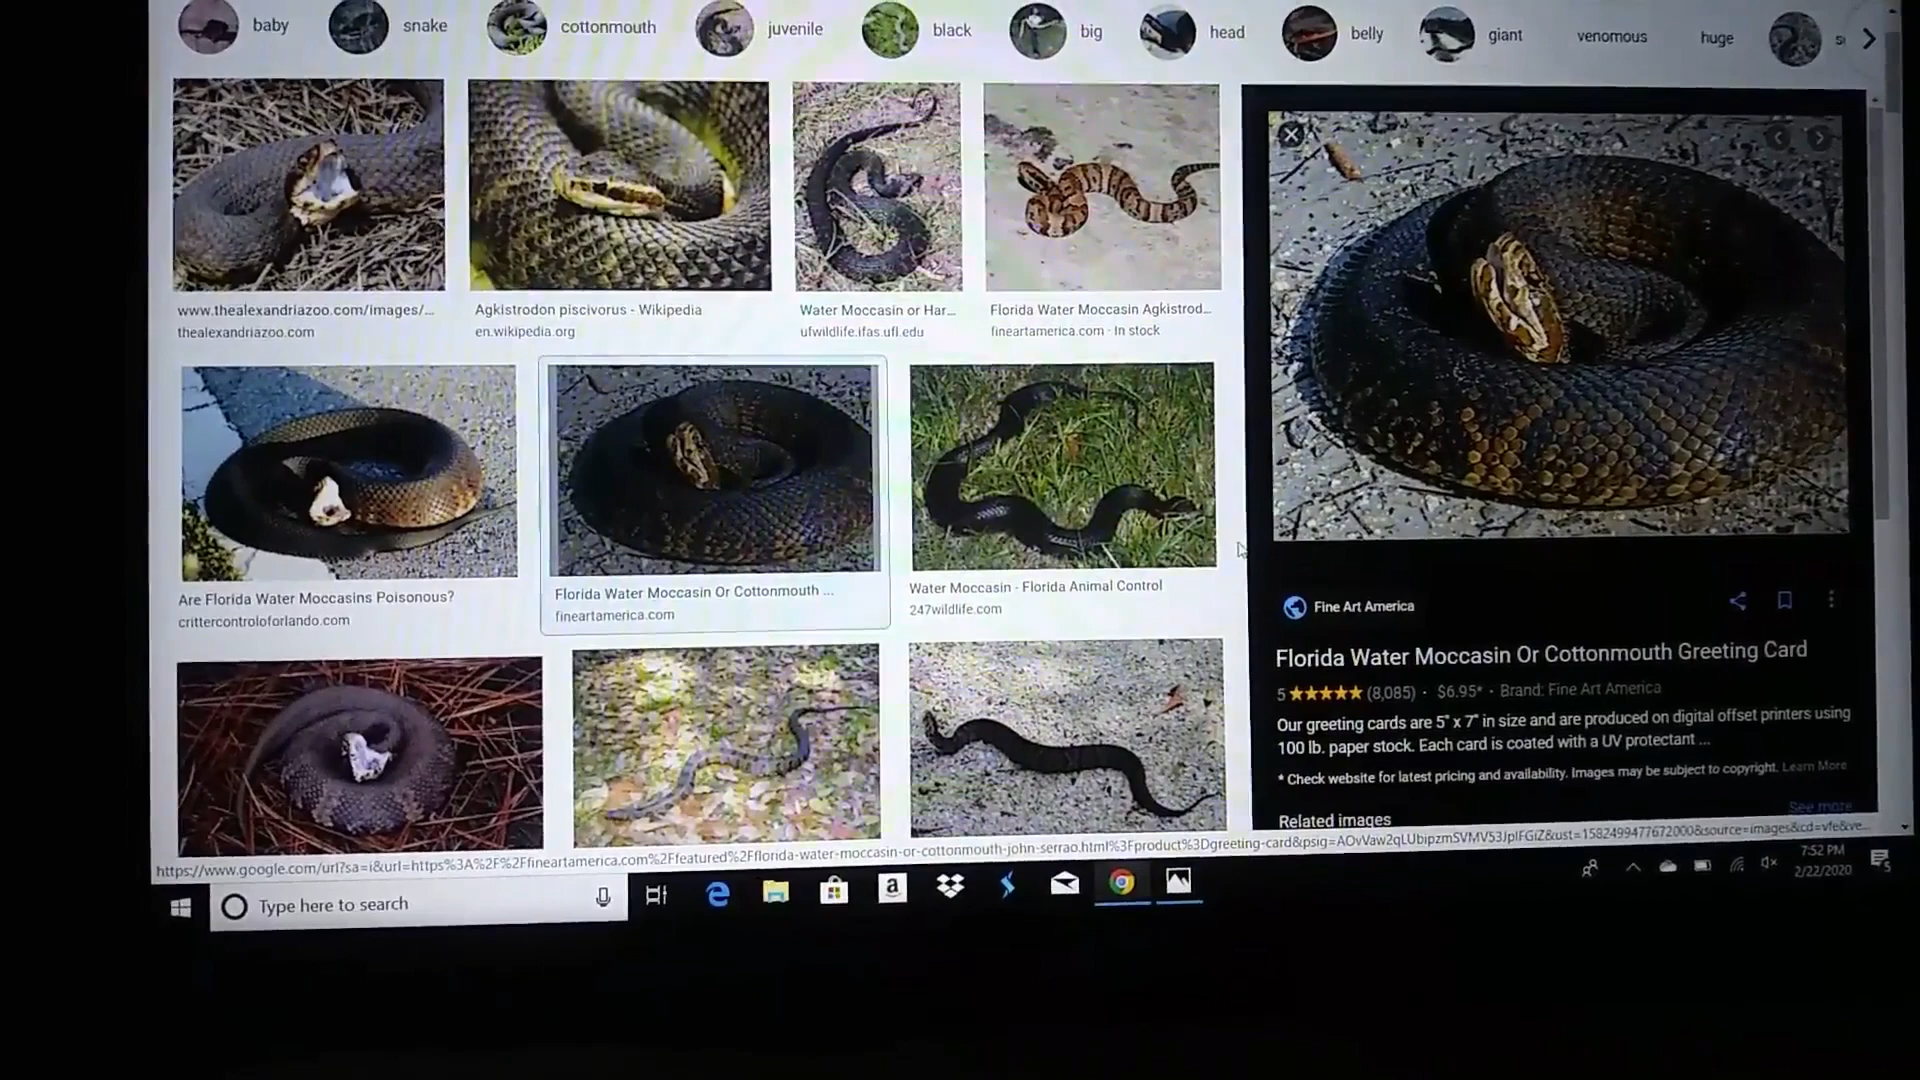 baby
snake
cottonmouth
juvenile
black
big
head
belly
giant
venomous
huge
www.thealexandriazoo.com/images/...
thealexandriazoo.com
Agkistrodon piscivorus - Wikipedia
en.wikipedia.org
Water Moccasin or Har...
ufwildlife.ifas.ufl.edu
Florida Water Moccasin Agkistrod...
fineartamerica.com · In stock
Are Florida Water Moccasins Poisonous?
crittercontroloforlando.com
Florida Water Moccasin Or Cottonmouth ...
fineartamerica.com
Water Moccasin - Florida Animal Control
247wildlife.com
Fine Art America
Florida Water Moccasin Or Cottonmouth Greeting Card
5 ★★★★★ (8,085) · $6.95* · Brand: Fine Art America
Our greeting cards are 5" x 7" in size and are produced on digital offset printers using
100 lb. paper stock. Each card is coated with a UV protectant ...
* Check website for latest pricing and availability. Images may be subject to copyright. Learn More
See more
Related images
Type here to search
7:52 PM
2/22/2020